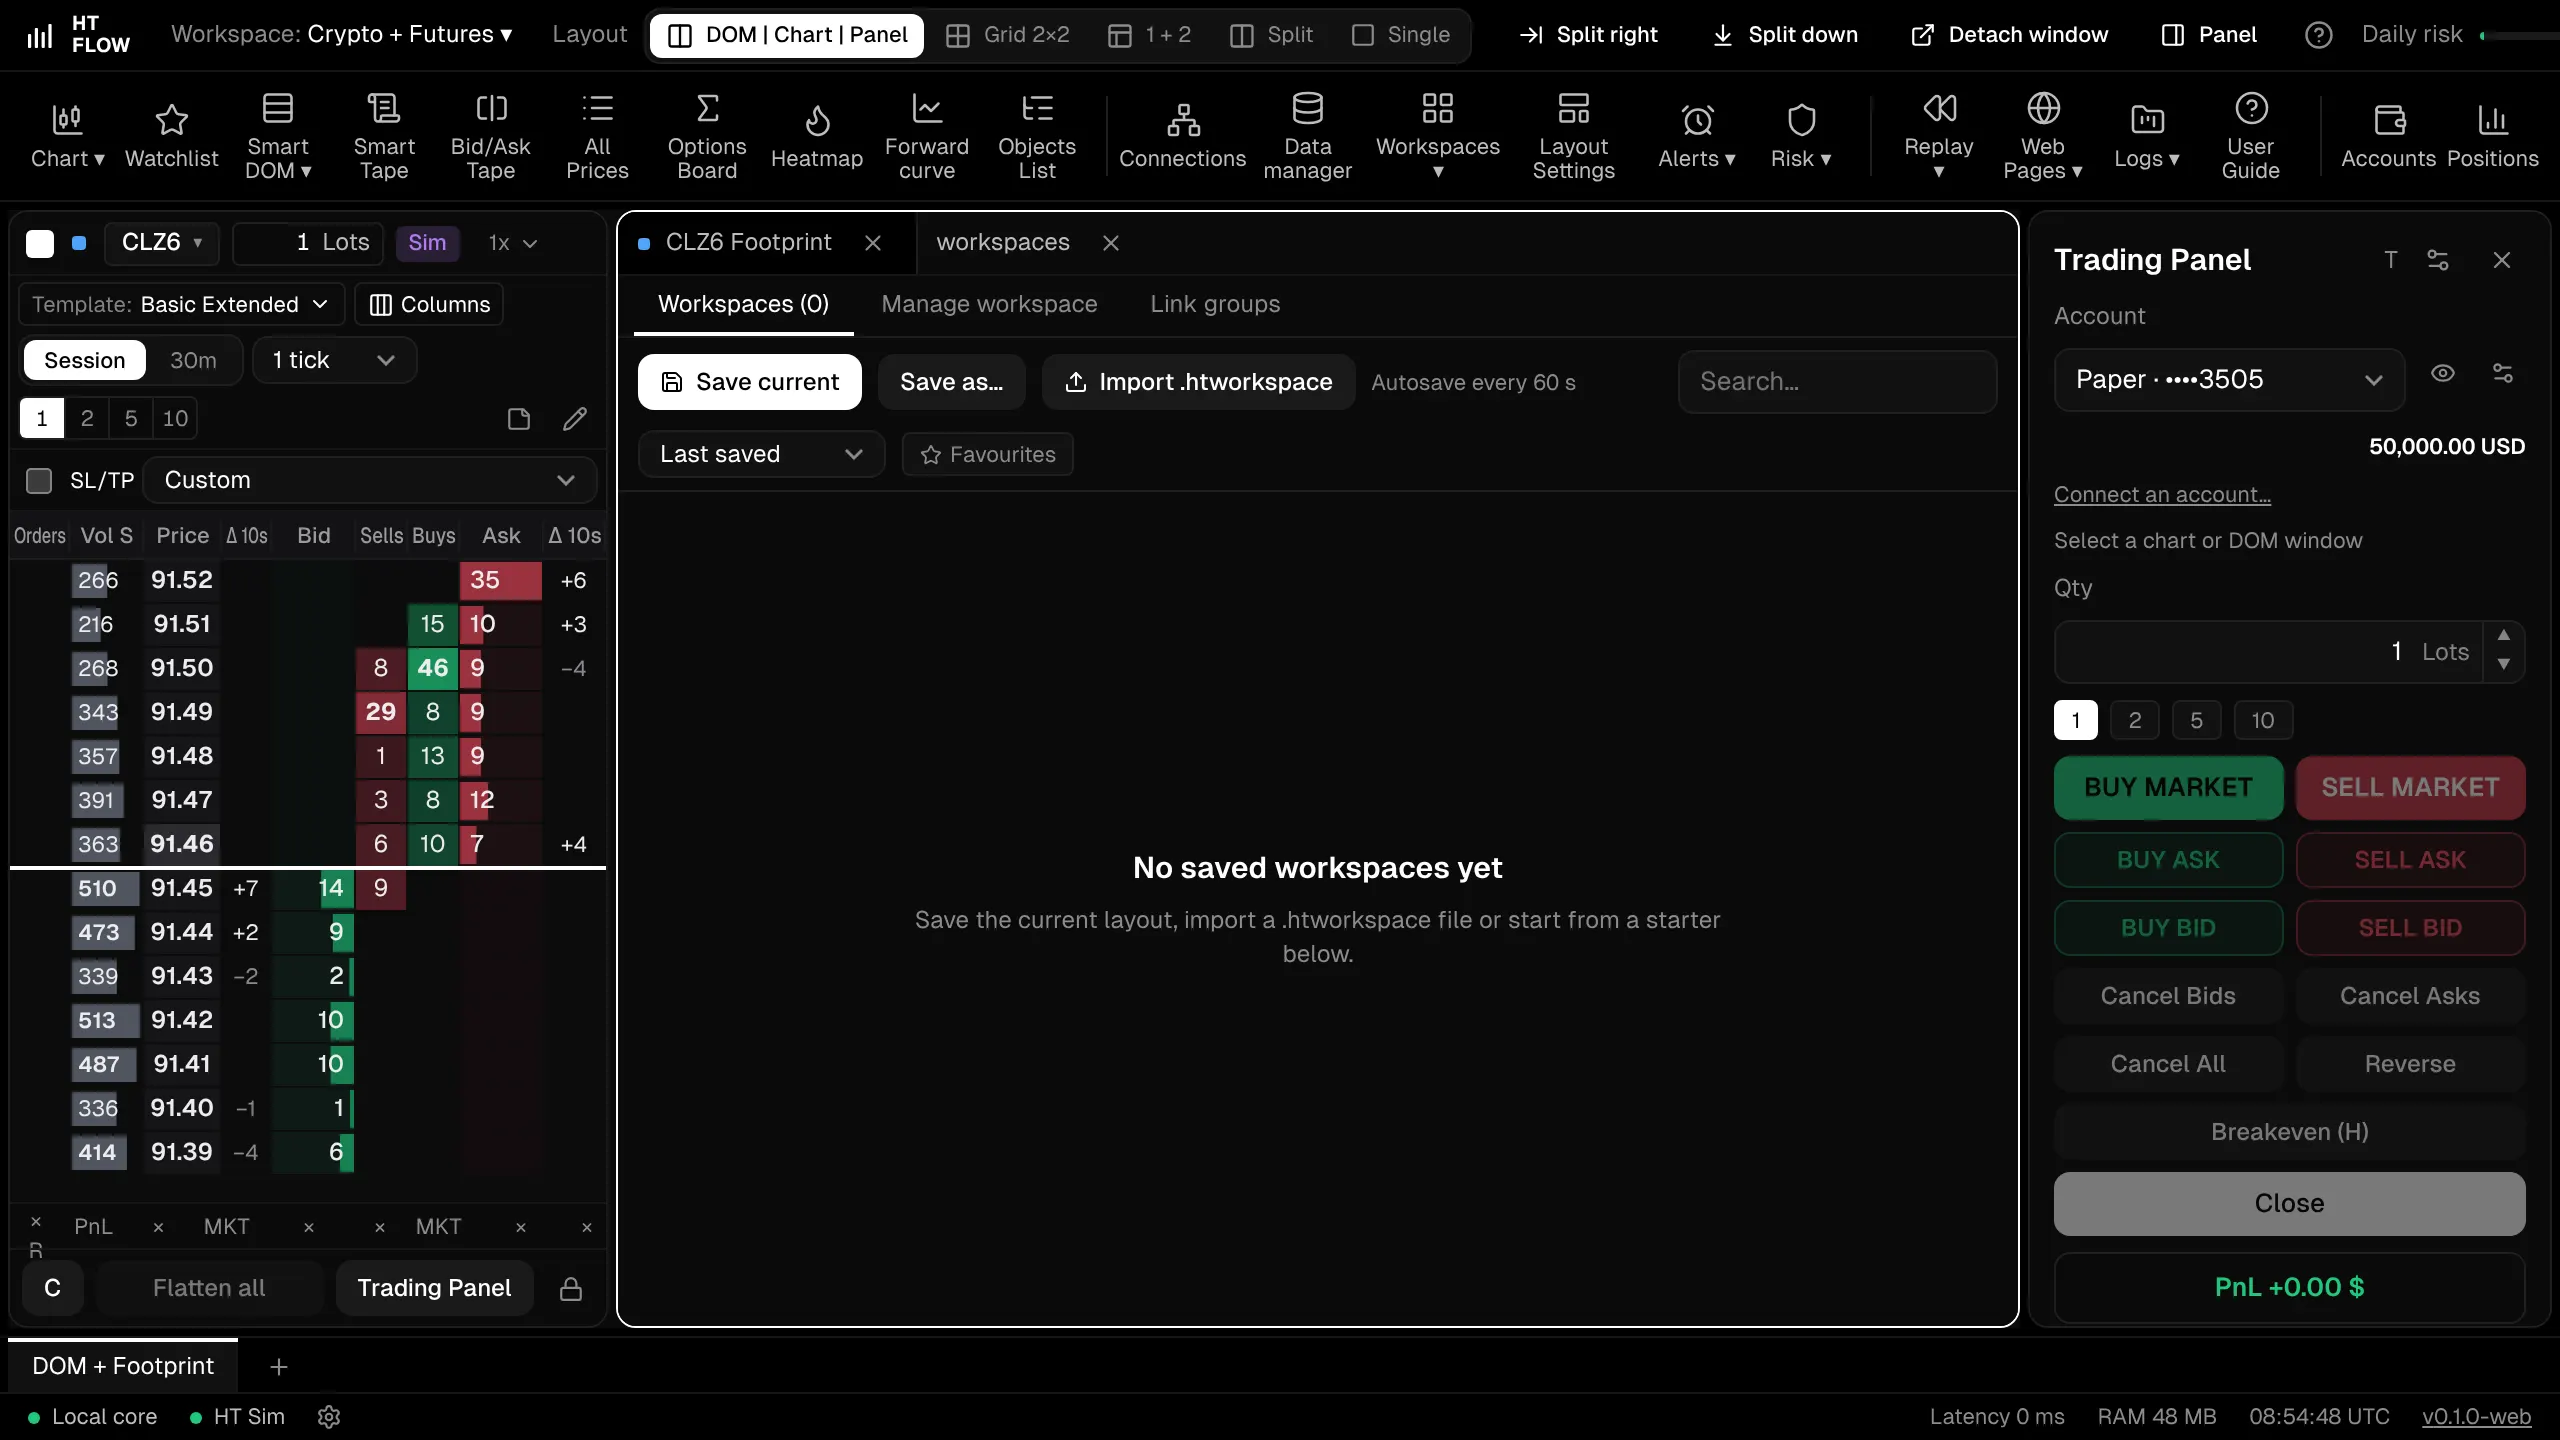 HT FLOW
Workspace: Crypto + Futures ▾
Layout
DOM | Chart | Panel
Grid 2×2
1 + 2
Split
Single
Split right
Split down
Detach window
Panel
Daily risk
Chart ▾
Watchlist
Smart DOM ▾
Smart Tape
Bid/Ask Tape
All Prices
Options Board
Heatmap
Forward curve
Objects List
Connections
Data manager
Workspaces ▾
Layout Settings
Alerts ▾
Risk ▾
Replay ▾
Web Pages ▾
Logs ▾
User Guide
Accounts
Positions
CLZ6 ▾ 1 Lots Sim 1x
Template: Basic Extended Columns
Session 30m 1 tick
1 2 5 10
SL/TP Custom
Orders Vol S Price Δ 10s Bid Sells Buys Ask Δ 10s
266 91.52 35 +6
216 91.51 15 10 +3
268 91.50 8 46 9 −4
343 91.49 29 8 9
357 91.48 1 13 9
391 91.47 3 8 12
363 91.46 6 10 7 +4
510 91.45 +7 14 9
473 91.44 +2 9
339 91.43 −2 2
513 91.42 10
487 91.41 10
336 91.40 −1 1
414 91.39 −4 6
× PnL × MKT × × MKT × ×
R
C Flatten all Trading Panel
CLZ6 Footprint × workspaces ×
Workspaces (0) Manage workspace Link groups
Save current Save as... Import .htworkspace Autosave every 60 s Search...
Last saved Favourites
No saved workspaces yet
Save the current layout, import a .htworkspace file or start from a starter
below.
Trading Panel T
Account
Paper · ••••3505
50,000.00 USD
Connect an account...
Select a chart or DOM window
Qty
1 Lots
1 2 5 10
BUY MARKET SELL MARKET
BUY ASK SELL ASK
BUY BID SELL BID
Cancel Bids Cancel Asks
Cancel All Reverse
Breakeven (H)
Close
PnL +0.00 $
DOM + Footprint +
Local core HT Sim
Latency 0 ms RAM 48 MB 08:54:48 UTC v0.1.0-web